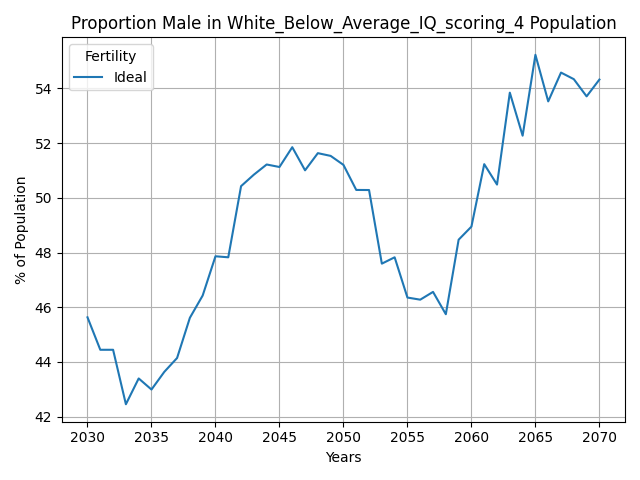 Proportion Male in White_Below_Average_IQ_scoring_4 Population
Fertility
Ideal
% of Population
54
52
50
48
46
44
42
2030 2035 2040 2045 2050 2055 2060 2065 2070
Years